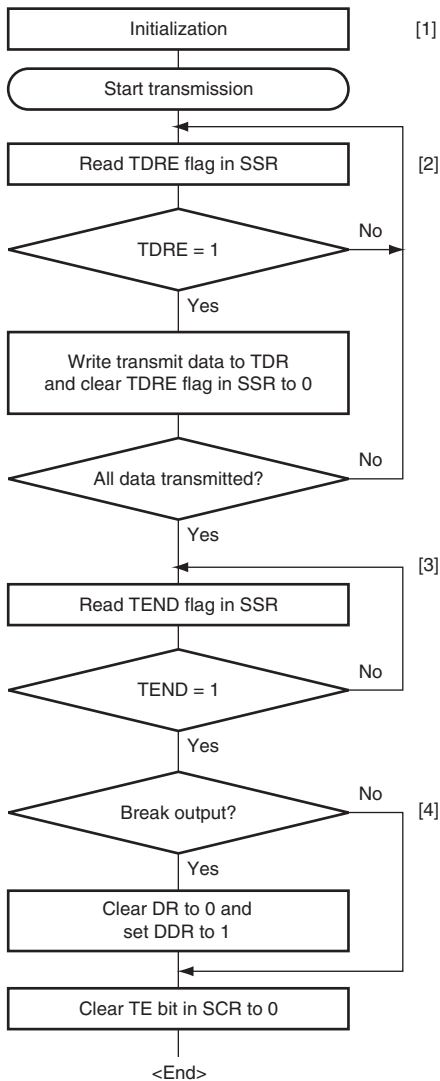 Initialization
[1]
Start transmission
Read TDRE flag in SSR
[2]
TDRE = 1
No
Yes
Write transmit data to TDR
and clear TDRE flag in SSR to 0
All data transmitted?
No
Yes
[3]
Read TEND flag in SSR
TEND = 1
No
Yes
Break output?
No
[4]
Yes
Clear DR to 0 and
set DDR to 1
Clear TE bit in SCR to 0
<End>